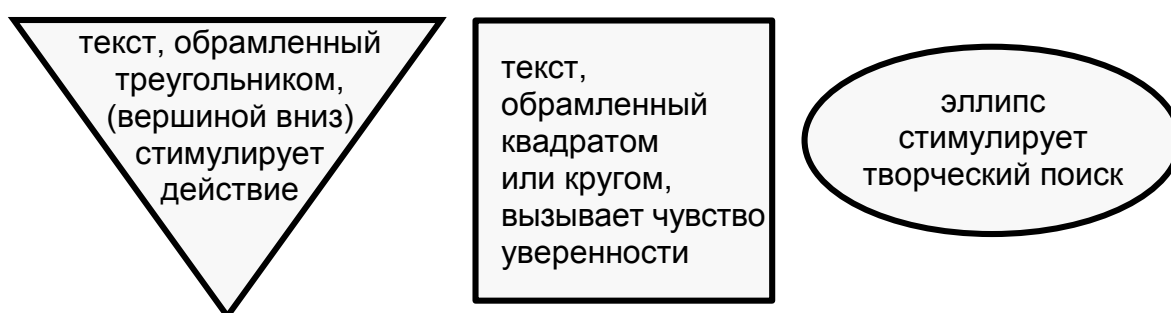 текст, обрамленный
треугольником,
(вершиной вниз)
стимулирует
действие
текст,
обрамленный
квадратом
или кругом,
вызывает чувство
уверенности
эллипс
стимулирует
творческий поиск